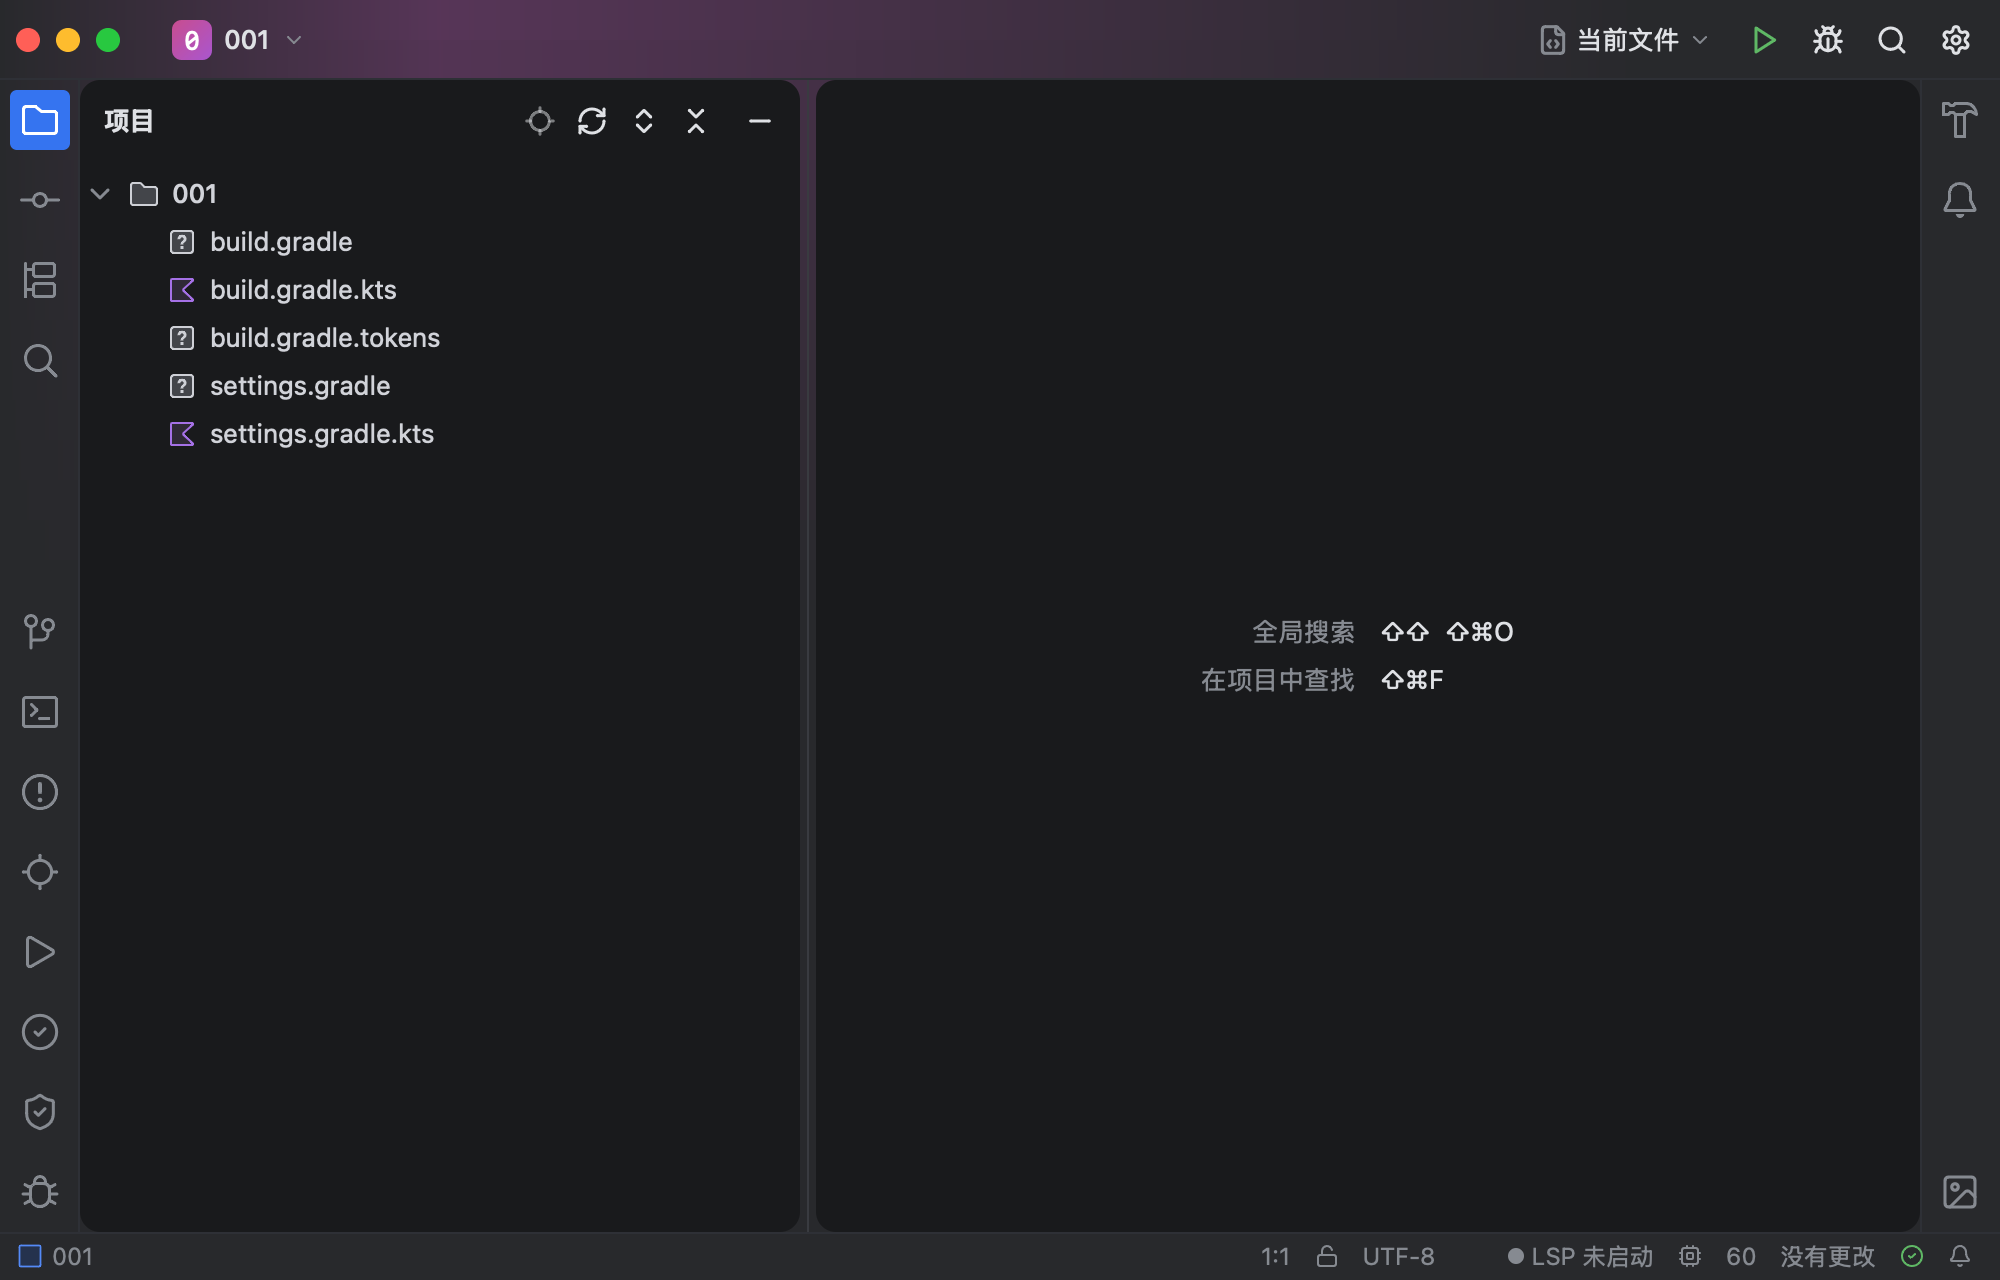 0 001
当前文件
项目
001
build.gradle
build.gradle.kts
build.gradle.tokens
settings.gradle
settings.gradle.kts
全局搜索 ⇧⇧ ⇧⌘O
在项目中查找 ⇧⌘F
001
1:1 UTF-8 LSP 未启动 60 没有更改